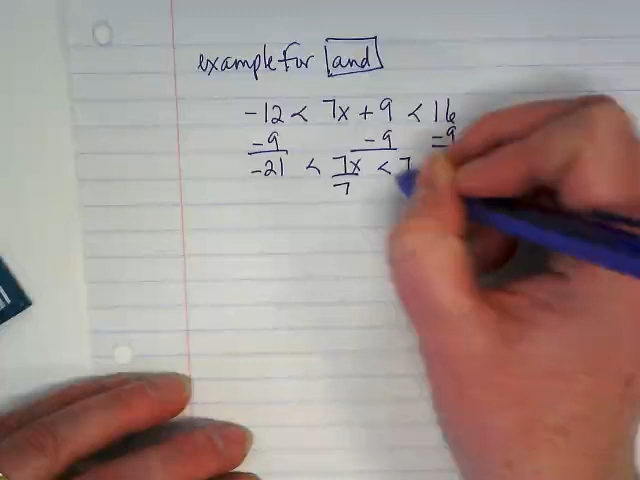 example for and
-12 < 7x + 9 < 16
-9 -9 -9
-21 < 7x < 7
7